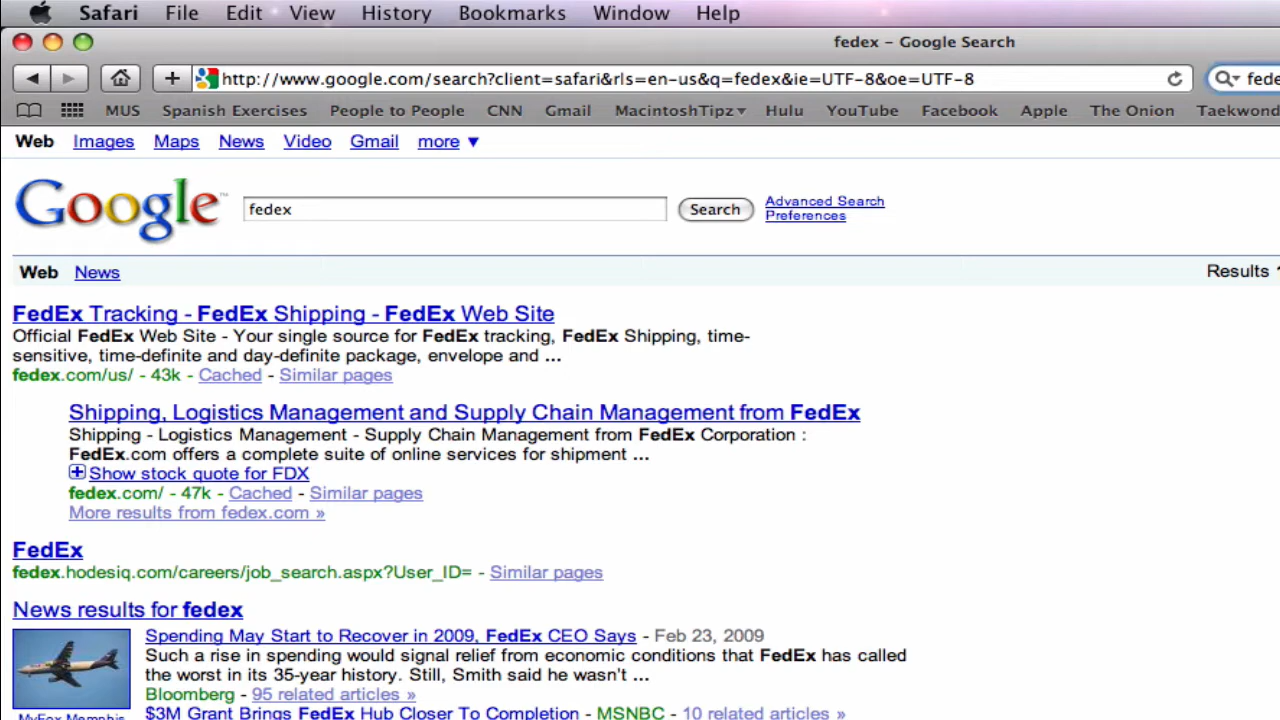 Safari File Edit View History Bookmarks Window Help
fedex – Google Search
http://www.google.com/search?client=safari&rls=en-us&q=fedex&ie=UTF-8&oe=UTF-8
MUS Spanish Exercises People to People CNN Gmail MacintoshTipz▾ Hulu YouTube Facebook Apple The Onion
Web Images Maps News Video Gmail more ▼
Google™ fedex Search Advanced Search
Preferences
Web News Results
FedEx Tracking - FedEx Shipping - FedEx Web Site
Official FedEx Web Site - Your single source for FedEx tracking, FedEx Shipping, time-
sensitive, time-definite and day-definite package, envelope and ...
fedex.com/us/ - 43k - Cached - Similar pages
Shipping, Logistics Management and Supply Chain Management from FedEx
Shipping - Logistics Management - Supply Chain Management from FedEx Corporation :
FedEx.com offers a complete suite of online services for shipment ...
Show stock quote for FDX
fedex.com/ - 47k - Cached - Similar pages
More results from fedex.com »
FedEx
fedex.hodesiq.com/careers/job_search.aspx?User_ID= - Similar pages
News results for fedex
Spending May Start to Recover in 2009, FedEx CEO Says - Feb 23, 2009
Such a rise in spending would signal relief from economic conditions that FedEx has called
the worst in its 35-year history. Still, Smith said he wasn't ...
Bloomberg - 95 related articles »
MyFox Memphis
$3M Grant Brings FedEx Hub Closer To Completion - MSNBC - 10 related articles »